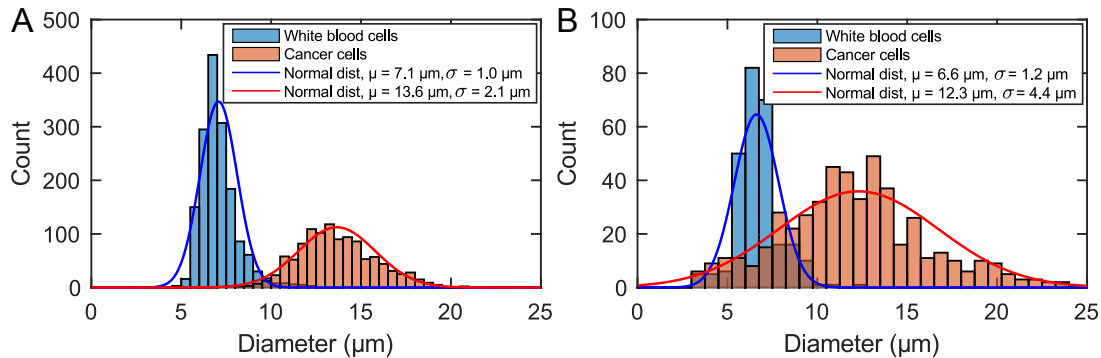 A
500
400
300
200
100
0
Count
White blood cells
Cancer cells
Normal dist, µ = 7.1 µm, σ = 1.0 µm
Normal dist, µ = 13.6 µm, σ = 2.1 µm
0 5 10 15 20 25
Diameter (µm)
B
100
80
60
40
20
0
Count
White blood cells
Cancer cells
Normal dist, µ = 6.6 µm, σ = 1.2 µm
Normal dist, µ = 12.3 µm, σ = 4.4 µm
0 5 10 15 20 25
Diameter (µm)